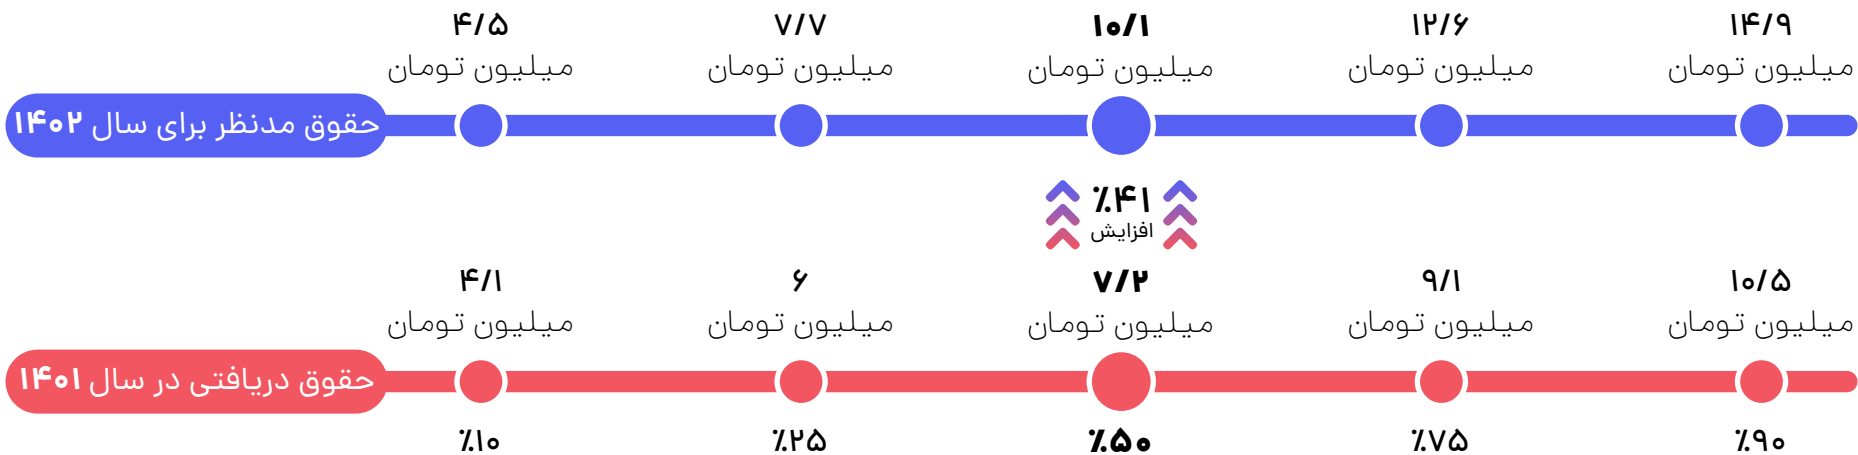 ۴/۵
میلیون تومان
۷/۷
میلیون تومان
۱۰/۱
میلیون تومان
۱۲/۶
میلیون تومان
۱۴/۹
میلیون تومان
حقوق مدنظر برای سال ۱۴۰۲
٪۴۱
افزایش
۴/۱
میلیون تومان
۶
میلیون تومان
۷/۲
میلیون تومان
۹/۱
میلیون تومان
۱۰/۵
میلیون تومان
حقوق دریافتی در سال ۱۴۰۱
٪۱۰
٪۲۵
٪۵۰
٪۷۵
٪۹۰